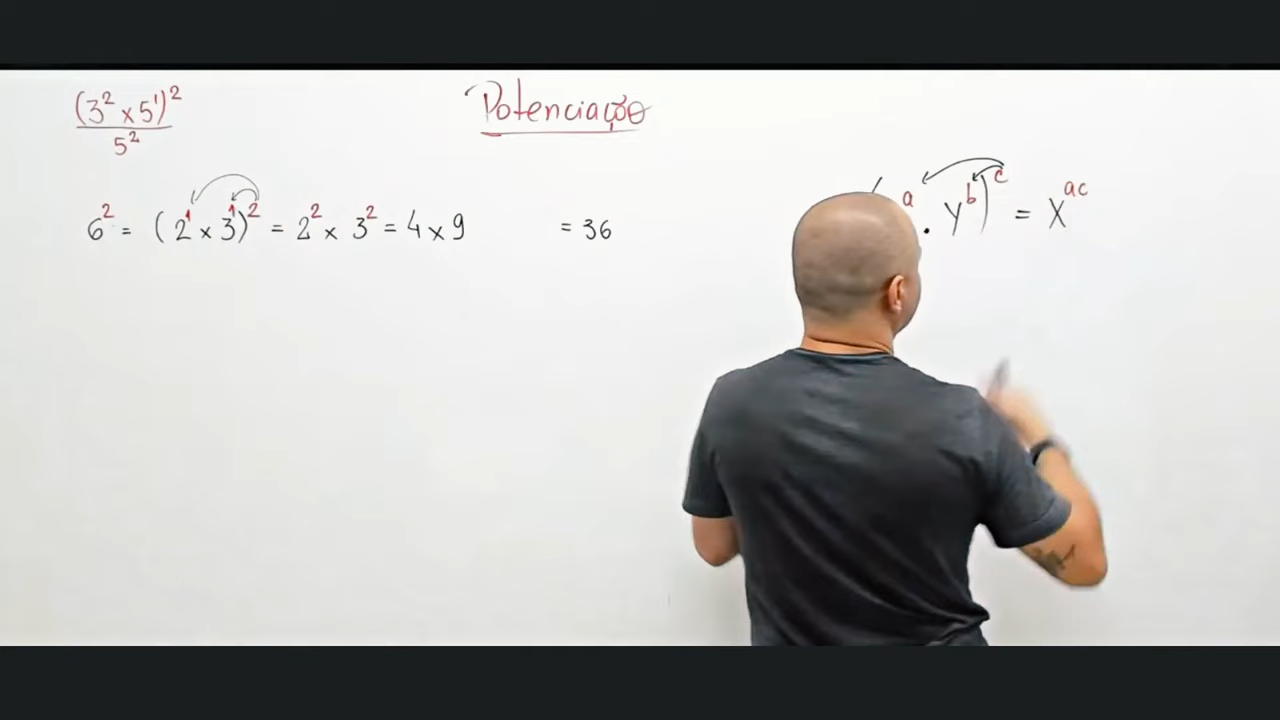 (3² x 5¹)²
5²
Potenciação
6² = (2¹ x 3¹)² = 2² x 3² = 4 x 9 = 36
( a . y^b)^c = x^ac